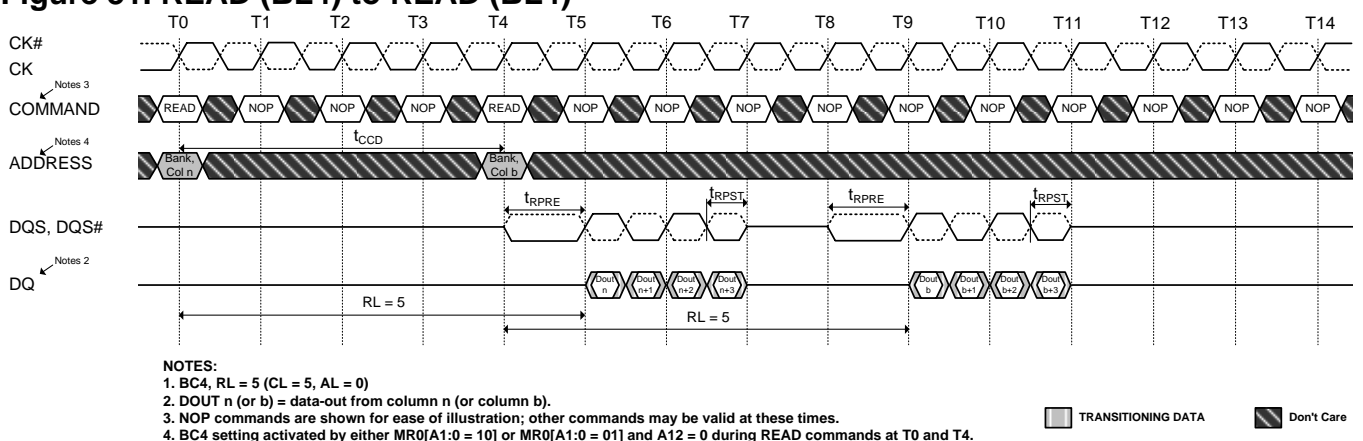 READ to READ
T0 T1 T2 T3 T4 T5 T6 T7 T8 T9 T10 T11 T12 T13 T14
CK#
CK
Notes 3
COMMAND READ NOP NOP NOP READ NOP NOP NOP NOP NOP NOP NOP NOP NOP NOP
tCCD
Notes 4
ADDRESS Bank, Col n Bank, Col b
tRPRE tRPST tRPRE tRPST
DQS, DQS#
Notes 2
DQ Dout n Dout n+1 Dout n+2 Dout n+3 Dout b Dout b+1 Dout b+2 Dout b+3
RL = 5
RL = 5
NOTES:
1. BC4, RL = 5 (CL = 5, AL = 0)
2. DOUT n (or b) = data-out from column n (or column b).
3. NOP commands are shown for ease of illustration; other commands may be valid at these times.
4. BC4 setting activated by either MR0[A1:0 = 10] or MR0[A1:0 = 01] and A12 = 0 during READ commands at T0 and T4.
TRANSITIONING DATA Don't Care